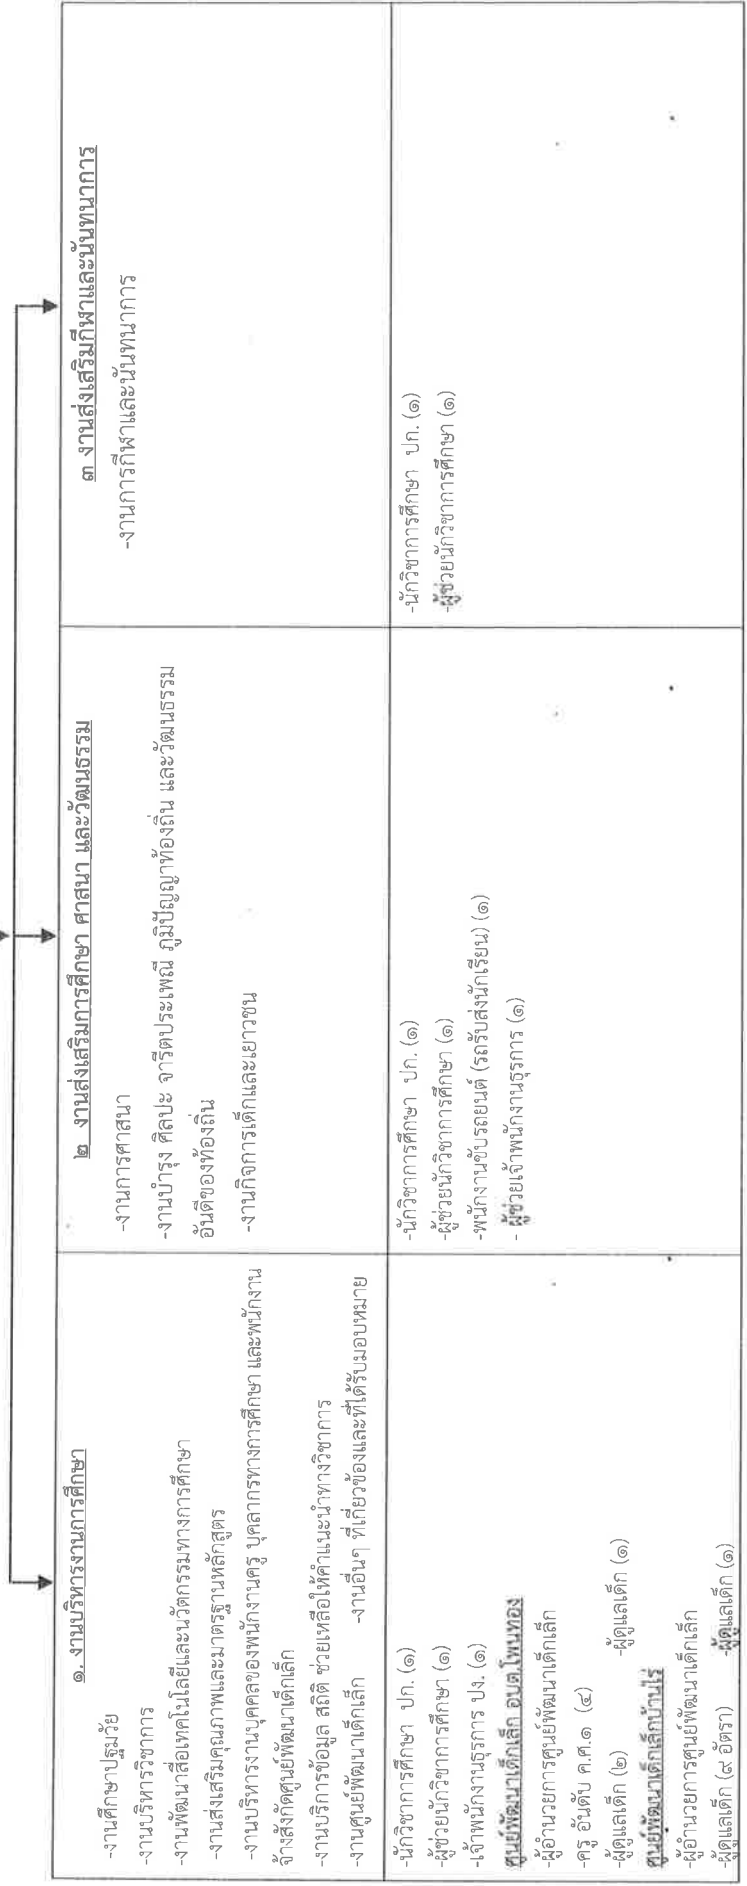 ๑. งานบริหารงานการศึกษา
-งานศึกษาปฐมวัย
-งานบริหารวิชาการ
-งานพัฒนาสื่อเทคโนโลยีและนวัตกรรมทางการศึกษา
-งานส่งเสริมคุณภาพและมาตรฐานหลักสูตร
-งานบริหารงานบุคคลของพนักงานครู บุคลากรทางการศึกษา และพนักงาน
จ้างสังกัดศูนย์พัฒนาเด็กเล็ก
-งานบริการข้อมูล สถิติ ช่วยเหลือให้คำแนะนำทางวิชาการ
-งานศูนย์พัฒนาเด็กเล็ก -งานอื่นๆ ที่เกี่ยวข้องและที่ได้รับมอบหมาย
๒ งานส่งเสริมการศึกษา ศาสนา และวัฒนธรรม
-งานการศาสนา
-งานบำรุง ศิลปะ จารีตประเพณี ภูมิปัญญาท้องถิ่น และวัฒนธรรม
อันดีของท้องถิ่น
-งานกิจการเด็กและเยาวชน
๓ งานส่งเสริมกีฬาและนันทนาการ
-งานการกีฬาและนันทนาการ
-นักวิชาการศึกษา ปก. (๑)
-ผู้ช่วยนักวิชาการศึกษา (๑)
-เจ้าพนักงานธุรการ ปง. (๑)
ศูนย์พัฒนาเด็กเล็ก อบต.โพนทอง
-ผู้อำนวยการศูนย์พัฒนาเด็กเล็ก
-ครู อันดับ ค.ศ.๑ (๔)
-ผู้ดูแลเด็ก (๒) -ผู้ดูแลเด็ก (๑)
ศูนย์พัฒนาเด็กเล็กบ้านไร่
-ผู้อำนวยการศูนย์พัฒนาเด็กเล็ก
-ผู้ดูแลเด็ก (๙ อัตรา) -ผู้ดูแลเด็ก (๑)
-นักวิชาการศึกษา ปก. (๑)
-ผู้ช่วยนักวิชาการศึกษา (๑)
-พนักงานขับรถยนต์ (รถรับส่งนักเรียน) (๑)
- ผู้ช่วยเจ้าพนักงานธุรการ (๑)
-นักวิชาการศึกษา ปก. (๑)
-ผู้ช่วยนักวิชาการศึกษา (๑)